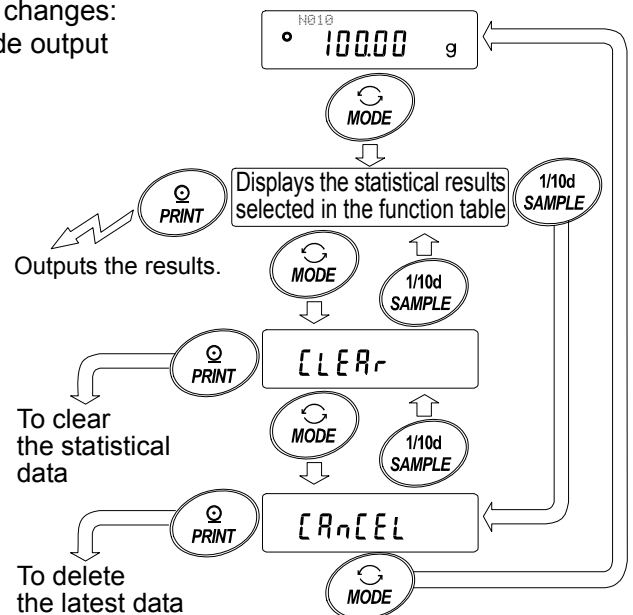 changes:
de output
N010
100.00 g
MODE
Displays the statistical results
selected in the function table
PRINT
1/10d
SAMPLE
Outputs the results.
MODE
1/10d
SAMPLE
PRINT
CLEAr
To clear
the statistical
data
MODE
1/10d
SAMPLE
PRINT
CAnCEL
To delete
the latest data
MODE